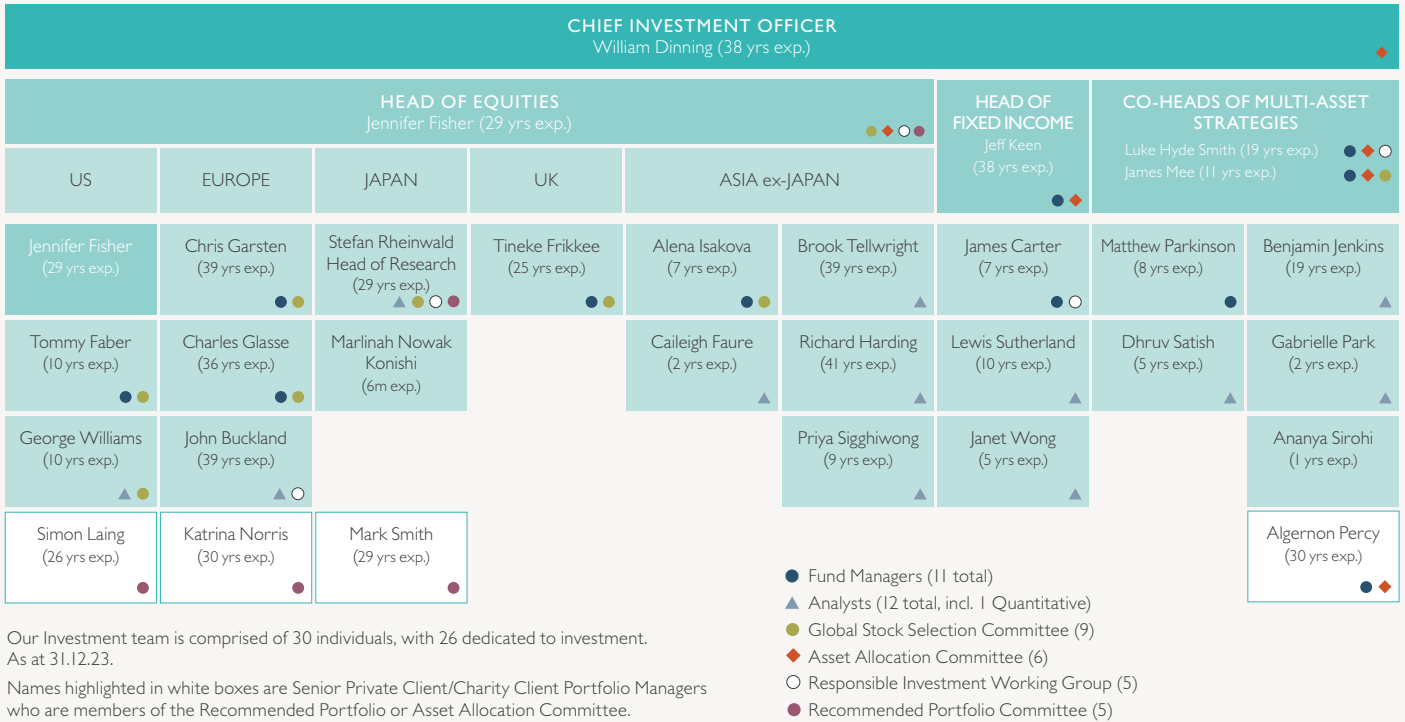 CHIEF INVESTMENT OFFICER
William Dinning (38 yrs exp.)
HEAD OF EQUITIES
Jennifer Fisher (29 yrs exp.)
HEAD OF
FIXED INCOME
Jeff Keen
(38 yrs exp.)
CO-HEADS OF MULTI-ASSET
STRATEGIES
Luke Hyde Smith (19 yrs exp.)
James Mee (11 yrs exp.)
US
EUROPE
JAPAN
UK
ASIA ex-JAPAN
Jennifer Fisher
(29 yrs exp.)
Chris Garsten
(39 yrs exp.)
Stefan Rheinwald
Head of Research
(29 yrs exp.)
Tineke Frikkee
(25 yrs exp.)
Alena Isakova
(7 yrs exp.)
Brook Tellwright
(39 yrs exp.)
James Carter
(7 yrs exp.)
Matthew Parkinson
(8 yrs exp.)
Benjamin Jenkins
(19 yrs exp.)
Tommy Faber
(10 yrs exp.)
Charles Glasse
(36 yrs exp.)
Marlinah Nowak
Konishi
(6m exp.)
Caileigh Faure
(2 yrs exp.)
Richard Harding
(41 yrs exp.)
Lewis Sutherland
(10 yrs exp.)
Dhruv Satish
(5 yrs exp.)
Gabrielle Park
(2 yrs exp.)
George Williams
(10 yrs exp.)
John Buckland
(39 yrs exp.)
Priya Sigghiwong
(9 yrs exp.)
Janet Wong
(5 yrs exp.)
Ananya Sirohi
(1 yrs exp.)
Simon Laing
(26 yrs exp.)
Katrina Norris
(30 yrs exp.)
Mark Smith
(29 yrs exp.)
Algernon Percy
(30 yrs exp.)
Fund Managers (11 total)
Analysts (12 total, incl. 1 Quantitative)
Global Stock Selection Committee (9)
Asset Allocation Committee (6)
Responsible Investment Working Group (5)
Recommended Portfolio Committee (5)
Our Investment team is comprised of 30 individuals, with 26 dedicated to investment.
As at 31.12.23.
Names highlighted in white boxes are Senior Private Client/Charity Client Portfolio Managers
who are members of the Recommended Portfolio or Asset Allocation Committee.